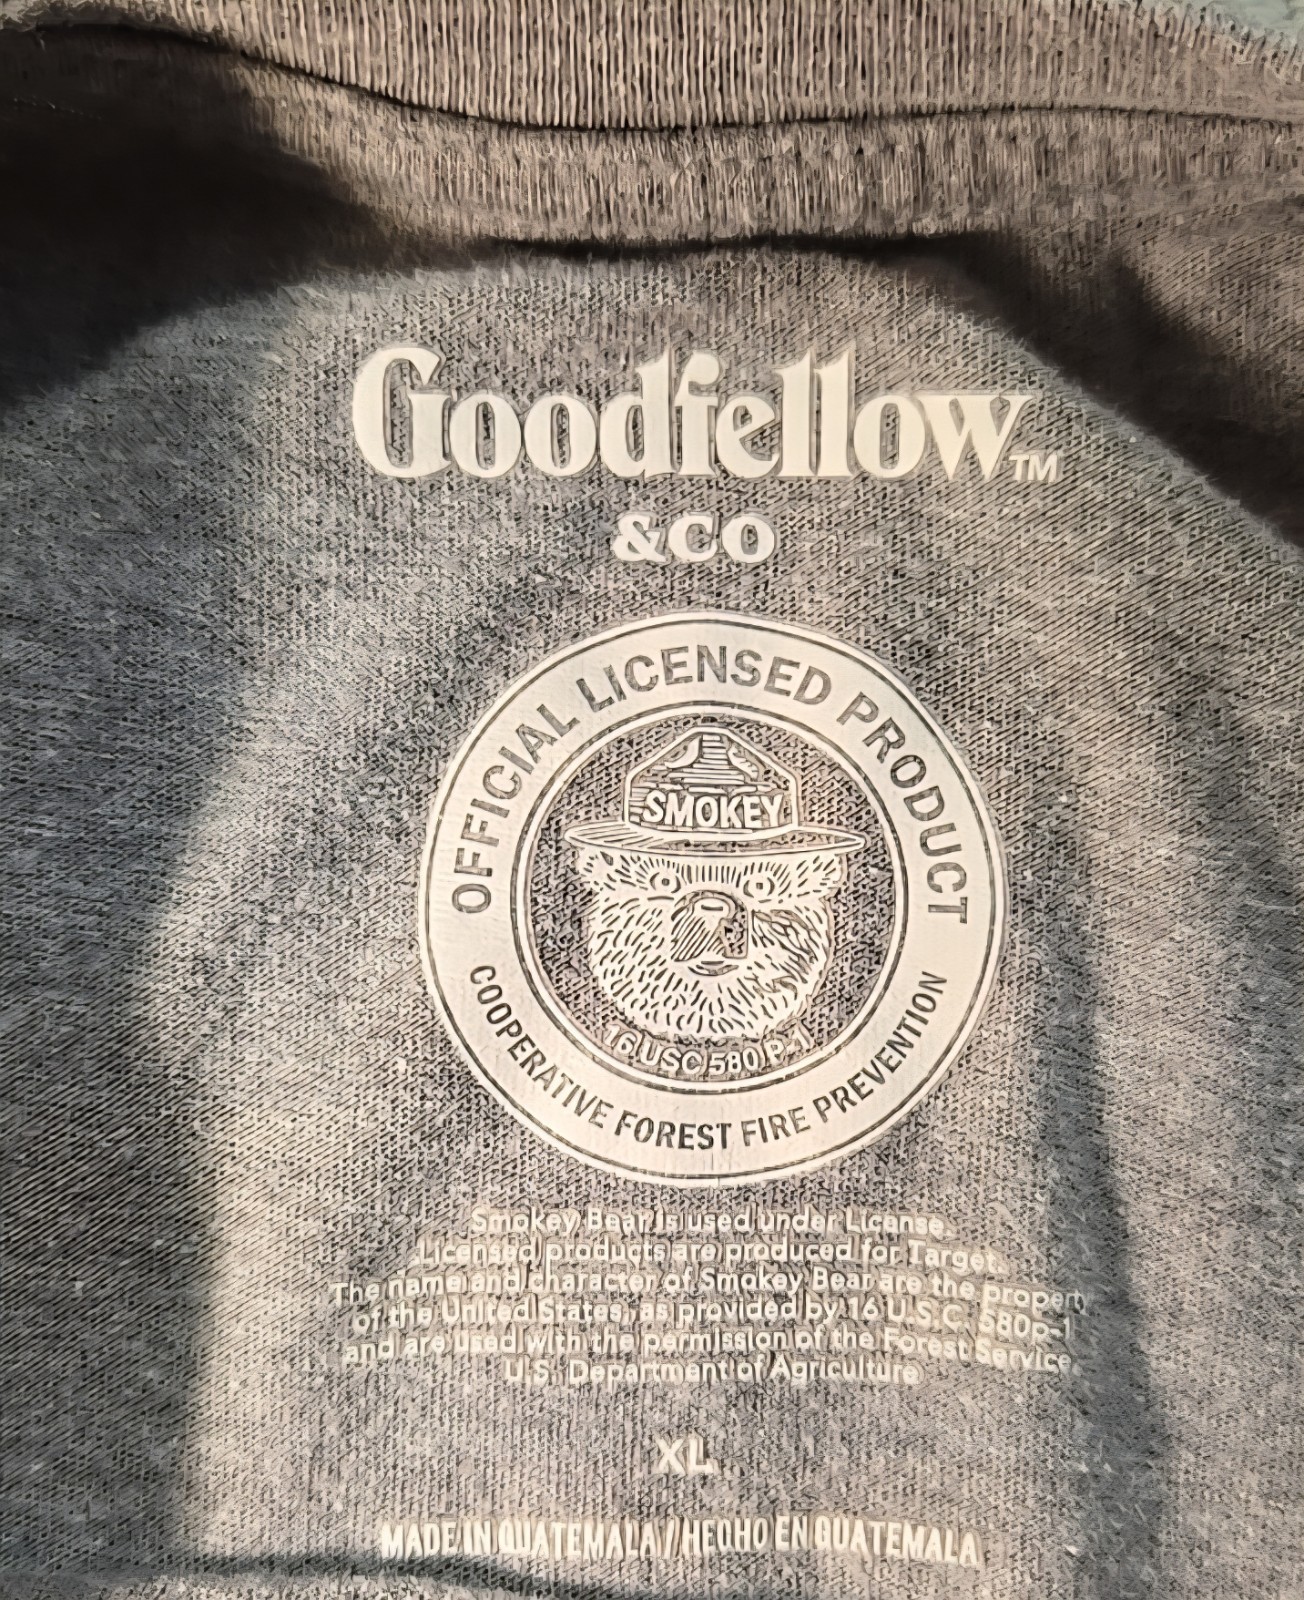 Goodfellow™
&CO
OFFICIAL LICENSED PRODUCT
SMOKEY
16 USC 580 P-1
COOPERATIVE FOREST FIRE PREVENTION
Smokey Bear is used under License.
Licensed products are produced for Target.
The name and character of Smokey Bear are the property
of the United States, as provided by 16 U.S.C. 580p-1
and are used with the permission of the Forest Service,
U.S. Department of Agriculture
XL
MADE IN GUATEMALA // HECHO EN GUATEMALA